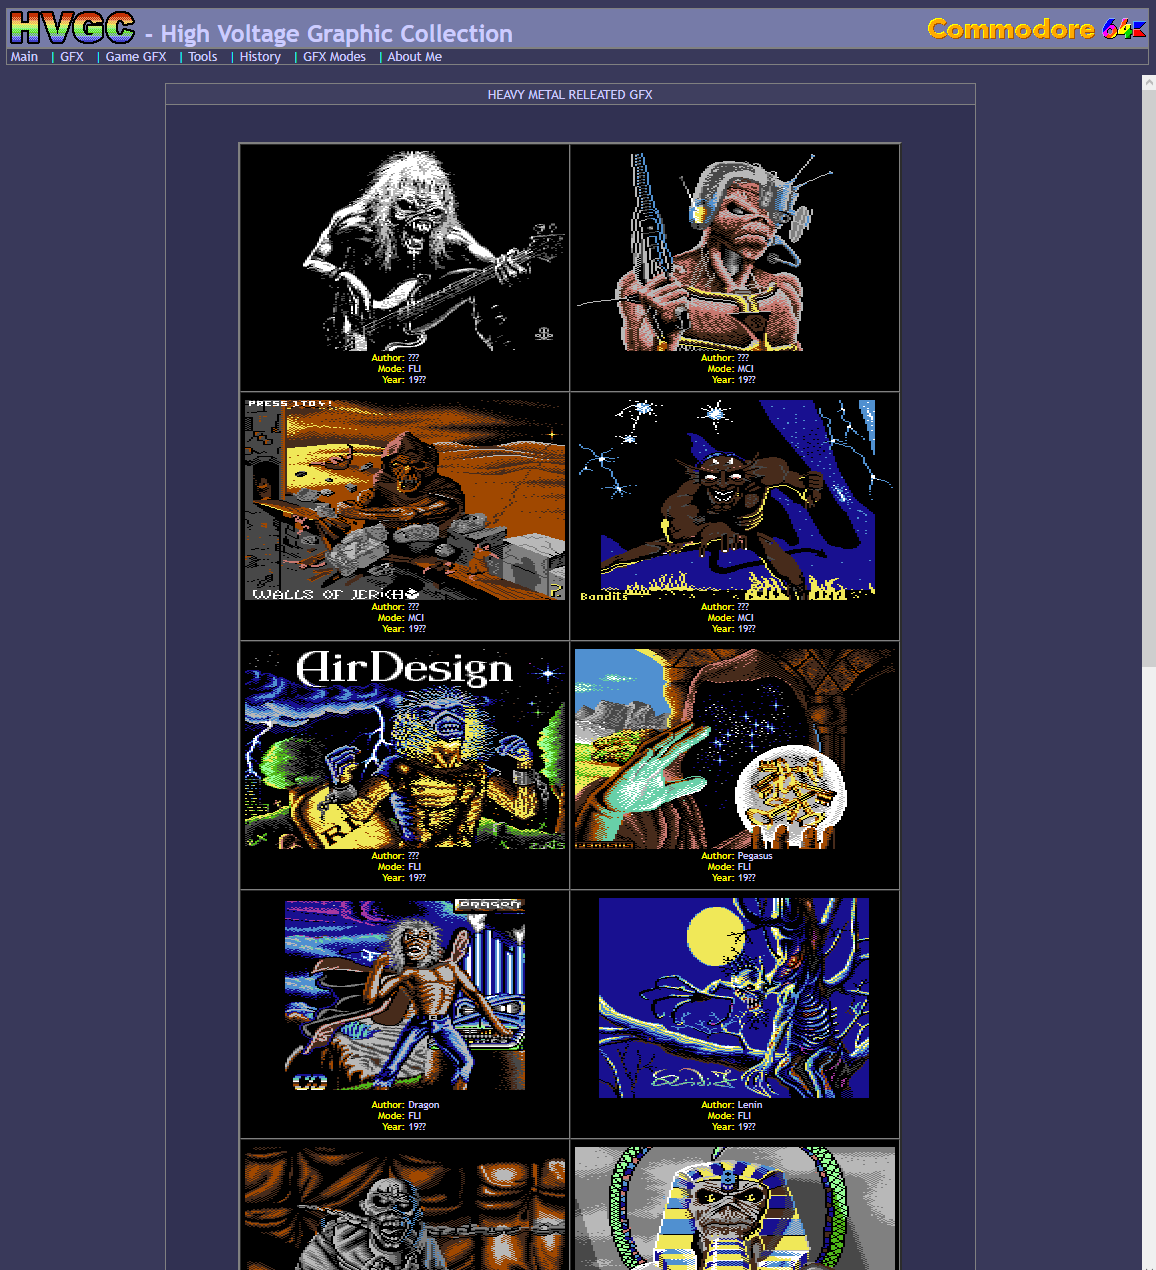 HVGC - High Voltage Graphic Collection
Commodore 64
Main | GFX | Game GFX | Tools | History | GFX Modes | About Me
HEAVY METAL RELEATED GFX
Author: ???
Mode: FLI
Year: 19??
Author: ???
Mode: MCI
Year: 19??
PRESS 1TO4!
WALLS OF JERICHO
Author: ???
Mode: MCI
Year: 19??
Bandits
Author: ???
Mode: MCI
Year: 19??
AirDesign
Author: ???
Mode: FLI
Year: 19??
Author: Pegasus
Mode: FLI
Year: 19??
DRAGON
Author: Dragon
Mode: FLI
Year: 19??
Author: Lenin
Mode: FLI
Year: 19??